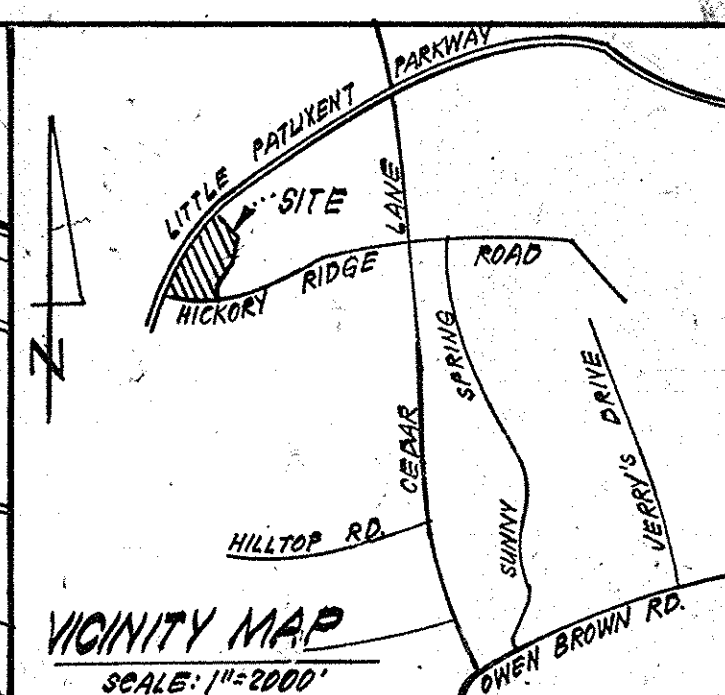 LITTLE PATUXENT PARKWAY
SITE
CEDAR LANE
HICKORY RIDGE ROAD
N
SUNNY SPRING
JERRY'S DRIVE
HILLTOP RD.
OWEN BROWN RD.
VICINITY MAP
SCALE: 1"=2000'